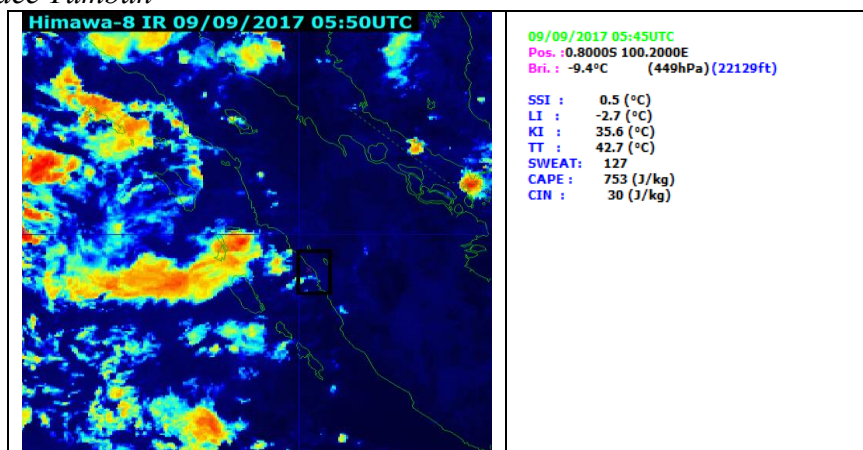 Himawa-8 IR 09/09/2017 05:50UTC
09/09/2017 05:45UTC
Pos. :0.8000S 100.2000E
Bri. : -9.4°C (449hPa)(22129ft)
SSI : 0.5 (°C)
LI : -2.7 (°C)
KI : 35.6 (°C)
TT : 42.7 (°C)
SWEAT: 127
CAPE : 753 (J/kg)
CIN : 30 (J/kg)